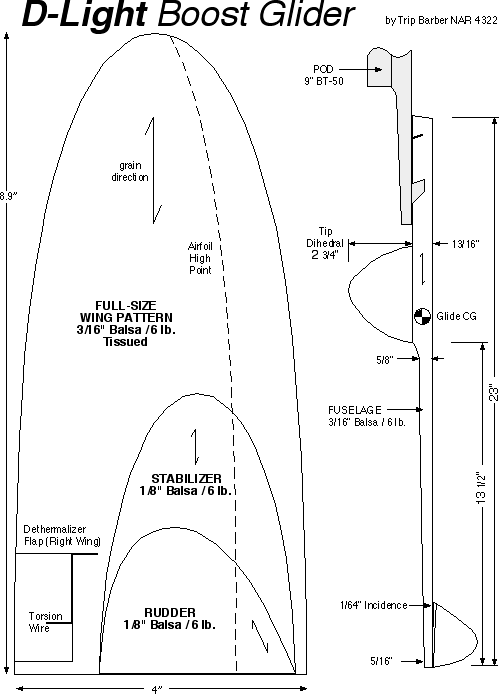 D-Light Boost Glider
by Trip Barber NAR 4322
POD
9" BT-50
grain
direction
8.9"
Airfoil
High
Point
Tip
Dihedral
2 3/4"
13/16"
FULL-SIZE
WING PATTERN
3/16" Balsa / 6 lb.
Tissued
Glide CG
5/8"
23"
FUSELAGE
3/16" Balsa / 6 lb.
STABILIZER
1/8" Balsa / 6 lb.
13 1/2"
Dethermalizer
Flap (Right Wing)
Torsion
Wire
RUDDER
1/8" Balsa / 6 lb.
1/64" Incidence
5/16"
4"